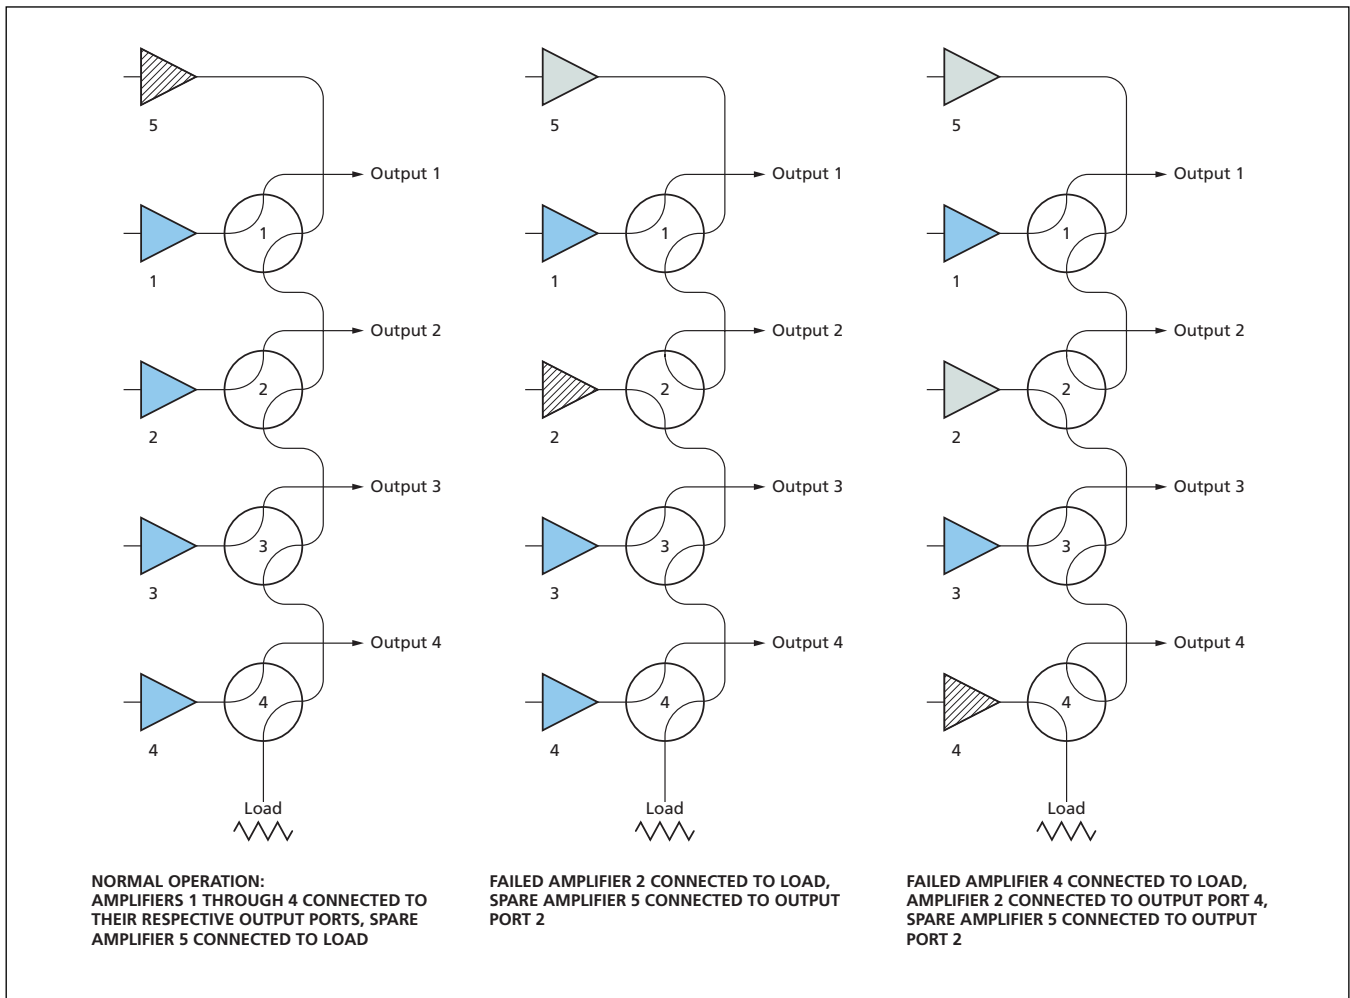 5
Output 1
1
1
Output 2
2
2
Output 3
3
3
Output 4
4
4
Load
NORMAL OPERATION:
AMPLIFIERS 1 THROUGH 4 CONNECTED TO
THEIR RESPECTIVE OUTPUT PORTS, SPARE
AMPLIFIER 5 CONNECTED TO LOAD
5
Output 1
1
1
Output 2
2
2
Output 3
3
3
Output 4
4
4
Load
FAILED AMPLIFIER 2 CONNECTED TO LOAD,
SPARE AMPLIFIER 5 CONNECTED TO OUTPUT
PORT 2
5
Output 1
1
1
Output 2
2
2
Output 3
3
3
Output 4
4
4
Load
FAILED AMPLIFIER 4 CONNECTED TO LOAD,
AMPLIFIER 2 CONNECTED TO OUTPUT PORT 4,
SPARE AMPLIFIER 5 CONNECTED TO OUTPUT
PORT 2